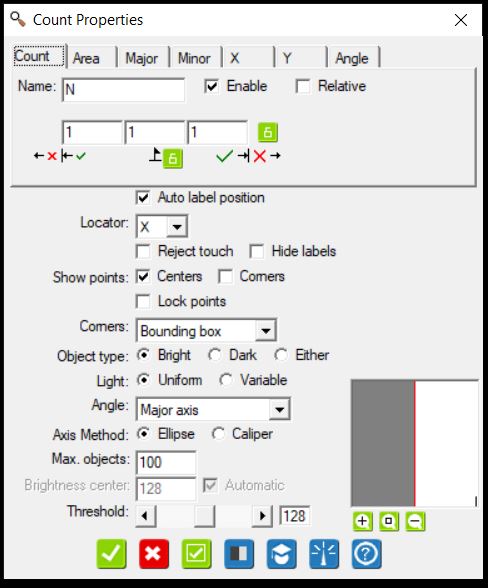 Count Properties
Count Area Major Minor X Y Angle
Name: N Enable Relative
1 1 1
Auto label position
Locator: X
Reject touch Hide labels
Show points: Centers Corners
Lock points
Corners: Bounding box
Object type: Bright Dark Either
Light: Uniform Variable
Angle: Major axis
Axis Method: Ellipse Caliper
Max. objects: 100
Brightness center: 128 Automatic
Threshold: 128